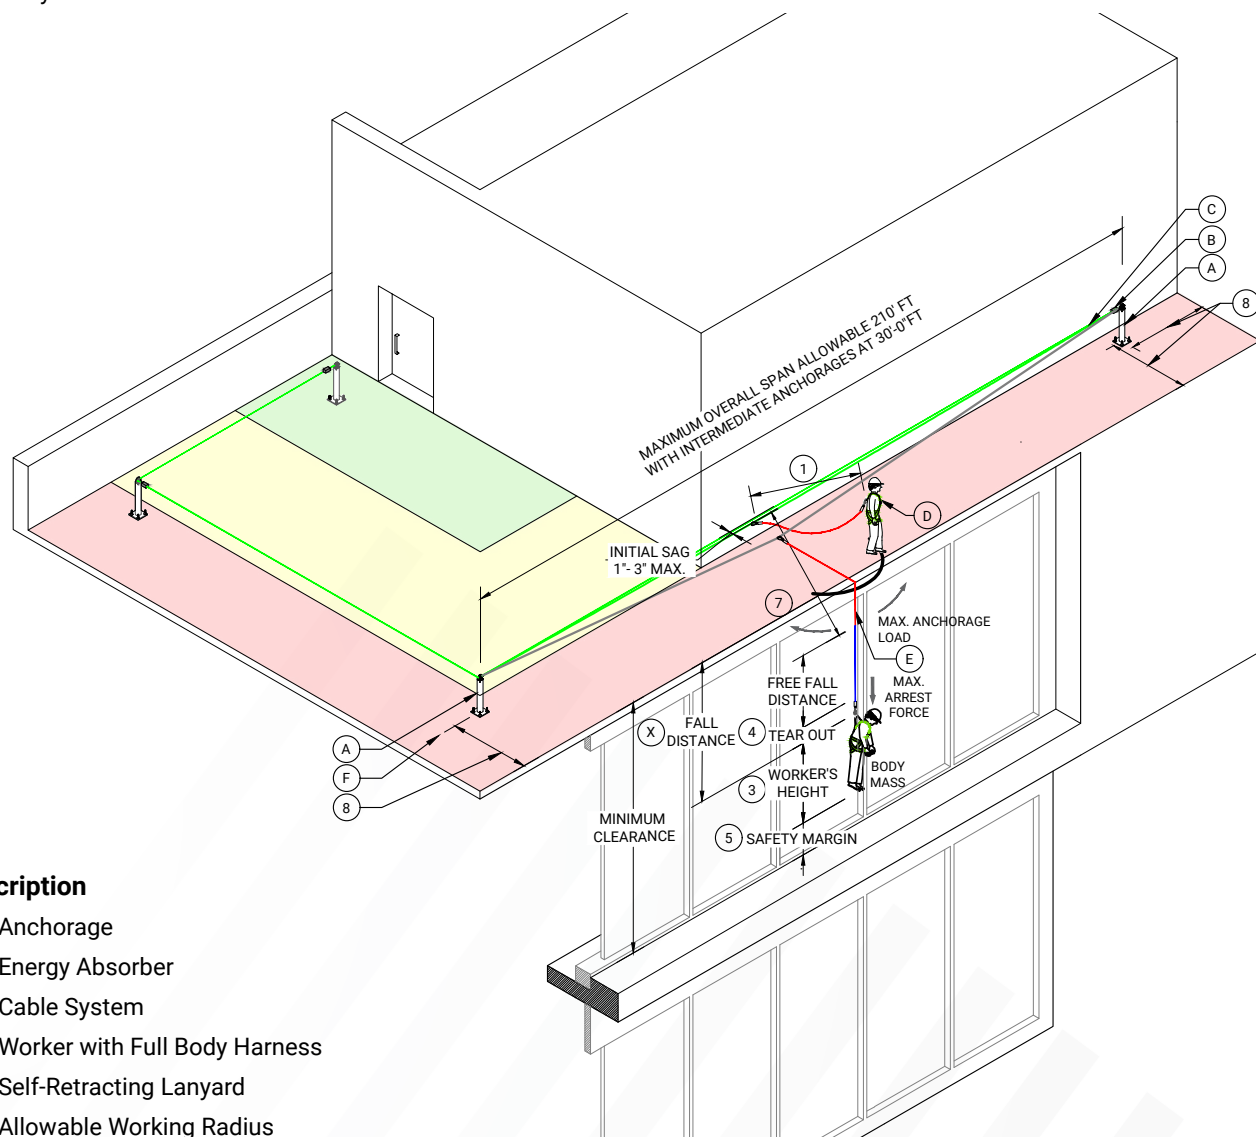 C
B
A
8
MAXIMUM OVERALL SPAN ALLOWABLE 210' FT
WITH INTERMEDIATE ANCHORAGES AT 30'-0"FT
1
D
INITIAL SAG
1"- 3" MAX.
7
MAX. ANCHORAGE
LOAD
E
FREE FALL
DISTANCE
MAX.
ARREST
FORCE
X
FALL
DISTANCE
4
TEAR OUT
A
F
8
3
WORKER'S
HEIGHT
BODY
MASS
MINIMUM
CLEARANCE
5
SAFETY MARGIN
cription
Anchorage
Energy Absorber
Cable System
Worker with Full Body Harness
Self-Retracting Lanyard
Allowable Working Radius